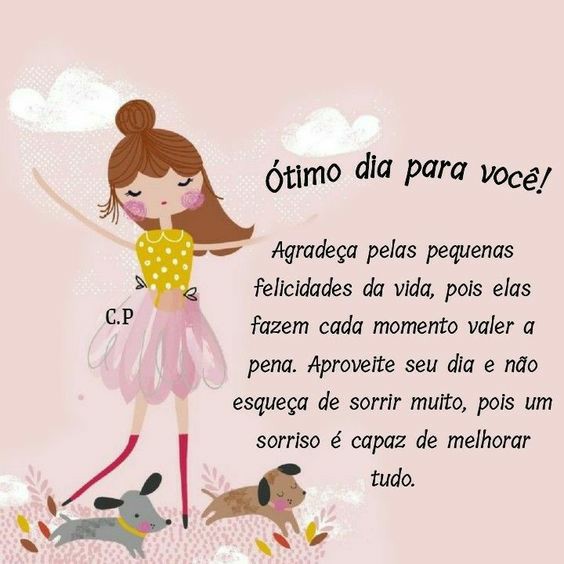 Ótimo dia para você!
Agradeça pelas pequenas
felicidades da vida, pois elas
fazem cada momento valer a
pena. Aproveite seu dia e não
esqueça de sorrir muito, pois um
sorriso é capaz de melhorar
tudo.
C.P